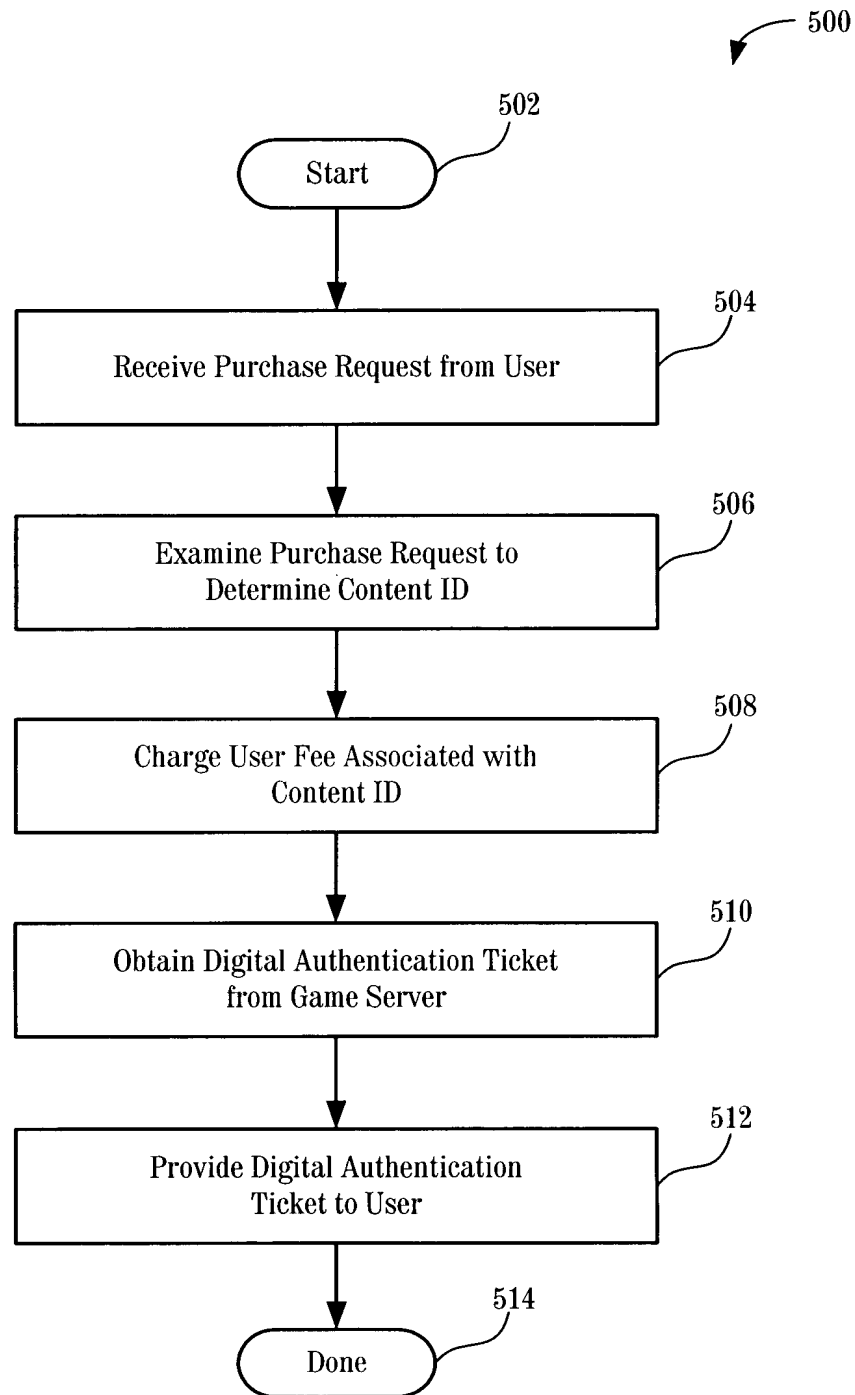 500
502
Start
504
Receive Purchase Request from User
506
Examine Purchase Request to
Determine Content ID
508
Charge User Fee Associated with
Content ID
510
Obtain Digital Authentication Ticket
from Game Server
512
Provide Digital Authentication
Ticket to User
514
Done